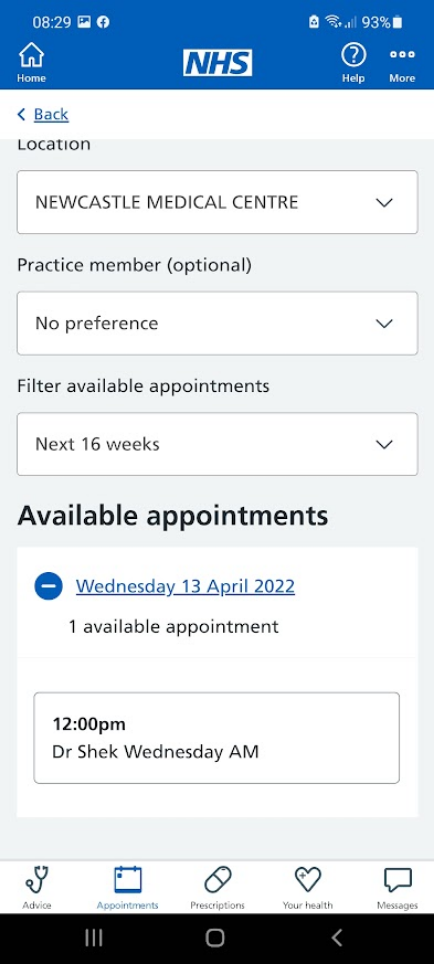 08:29
93%
NHS
Home
Help
More
Back
Location
NEWCASTLE MEDICAL CENTRE
Practice member (optional)
No preference
Filter available appointments
Next 16 weeks
Available appointments
Wednesday 13 April 2022
1 available appointment
12:00pm
Dr Shek Wednesday AM
Advice
Appointments
Prescriptions
Your health
Messages